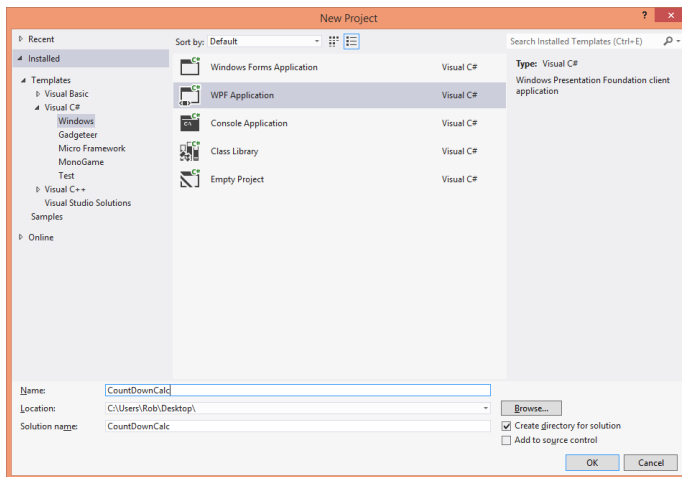 New Project
? ×
Recent
Installed
Templates
Visual Basic
Visual C#
Windows
Gadgeteer
Micro Framework
MonoGame
Test
Visual C++
Visual Studio Solutions
Samples
Online
Sort by: Default
Windows Forms Application Visual C#
WPF Application Visual C#
Console Application Visual C#
Class Library Visual C#
Empty Project Visual C#
Search Installed Templates (Ctrl+E)
Type: Visual C#
Windows Presentation Foundation client
application
Name: CountDownCalc
Location: C:\Users\Rob\Desktop\
Solution name: CountDownCalc
Browse...
Create directory for solution
Add to source control
OK Cancel